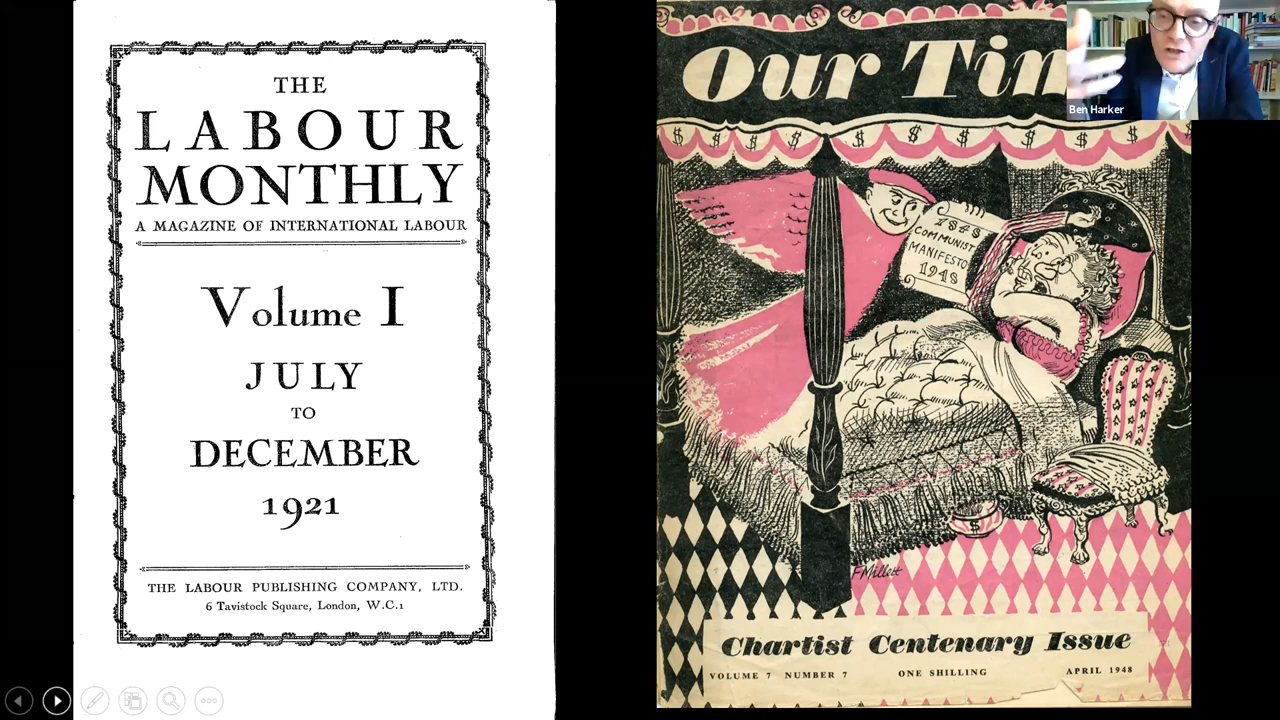 THE
LABOUR
MONTHLY
A MAGAZINE OF INTERNATIONAL LABOUR
Volume I
JULY
TO
DECEMBER
1921
THE LABOUR PUBLISHING COMPANY, LTD.
6 Tavistock Square, London, W.C.1
Our
Ben Harker
$ $ $ $ $ $ $
1848
COMMUNIST
MANIFESTO
1948
$
F Millett
Chartist Centenary Issue
VOLUME 7 NUMBER 7 ONE SHILLING APRIL 1948